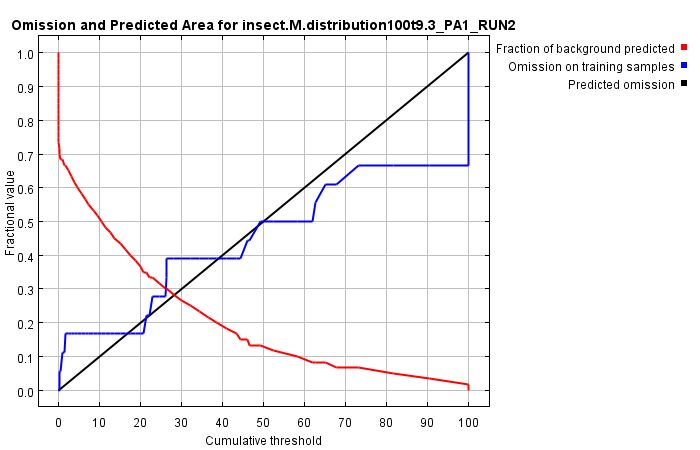 Omission and Predicted Area for insect.M.distribution100t9.3_PA1_RUN2
Fraction of background predicted
Omission on training samples
Predicted omission
Fractional value
1.0
0.9
0.8
0.7
0.6
0.5
0.4
0.3
0.2
0.1
0.0
0 10 20 30 40 50 60 70 80 90 100
Cumulative threshold